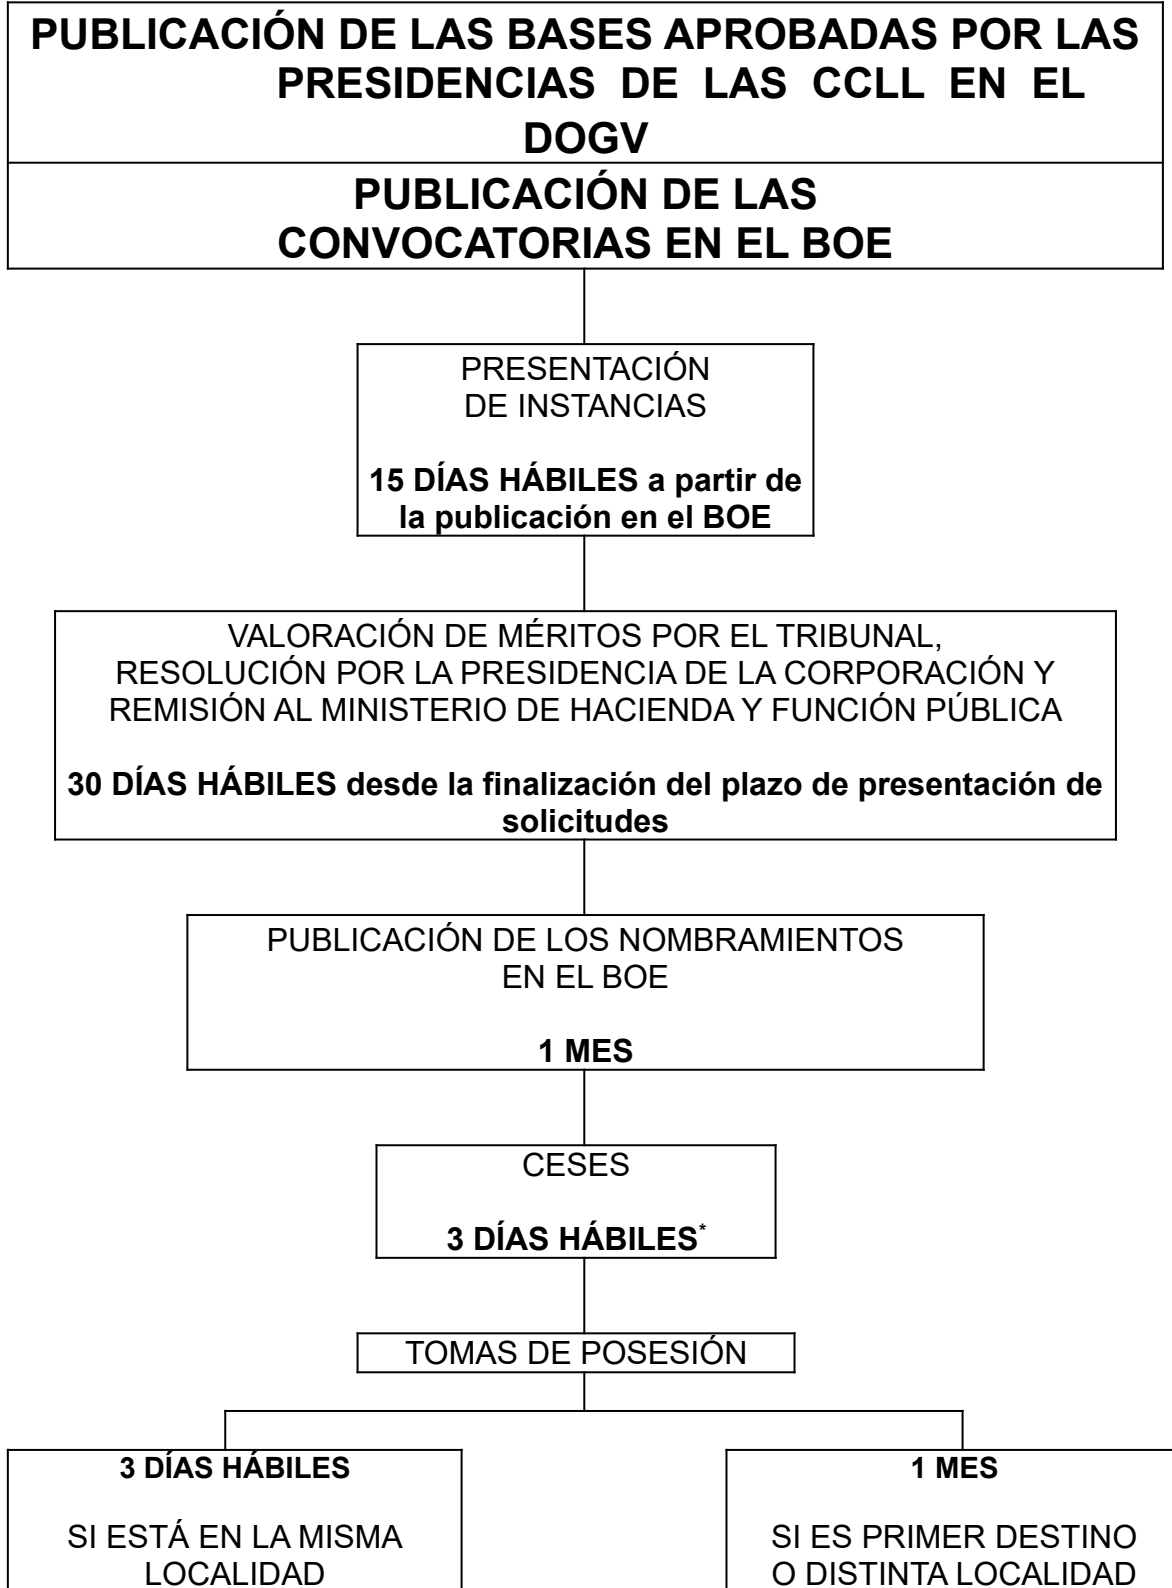 PUBLICACIÓN DE LAS BASES APROBADAS POR LAS
PRESIDENCIAS DE LAS CCLL EN EL
DOGV
PUBLICACIÓN DE LAS
CONVOCATORIAS EN EL BOE
PRESENTACIÓN
DE INSTANCIAS
15 DÍAS HÁBILES a partir de
la publicación en el BOE
VALORACIÓN DE MÉRITOS POR EL TRIBUNAL,
RESOLUCIÓN POR LA PRESIDENCIA DE LA CORPORACIÓN Y
REMISIÓN AL MINISTERIO DE HACIENDA Y FUNCIÓN PÚBLICA
30 DÍAS HÁBILES desde la finalización del plazo de presentación de
solicitudes
PUBLICACIÓN DE LOS NOMBRAMIENTOS
EN EL BOE
1 MES
CESES
3 DÍAS HÁBILES*
TOMAS DE POSESIÓN
3 DÍAS HÁBILES
SI ESTÁ EN LA MISMA
LOCALIDAD
1 MES
SI ES PRIMER DESTINO
O DISTINTA LOCALIDAD